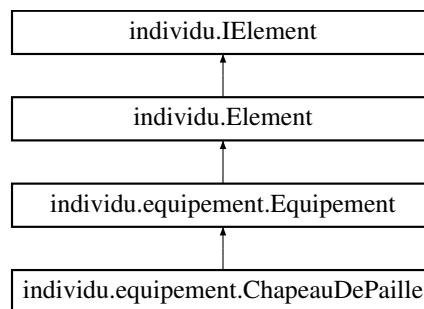 individu.IElement
individu.Element
individu.equipement.Equipement
individu.equipement.ChapeauDePaille